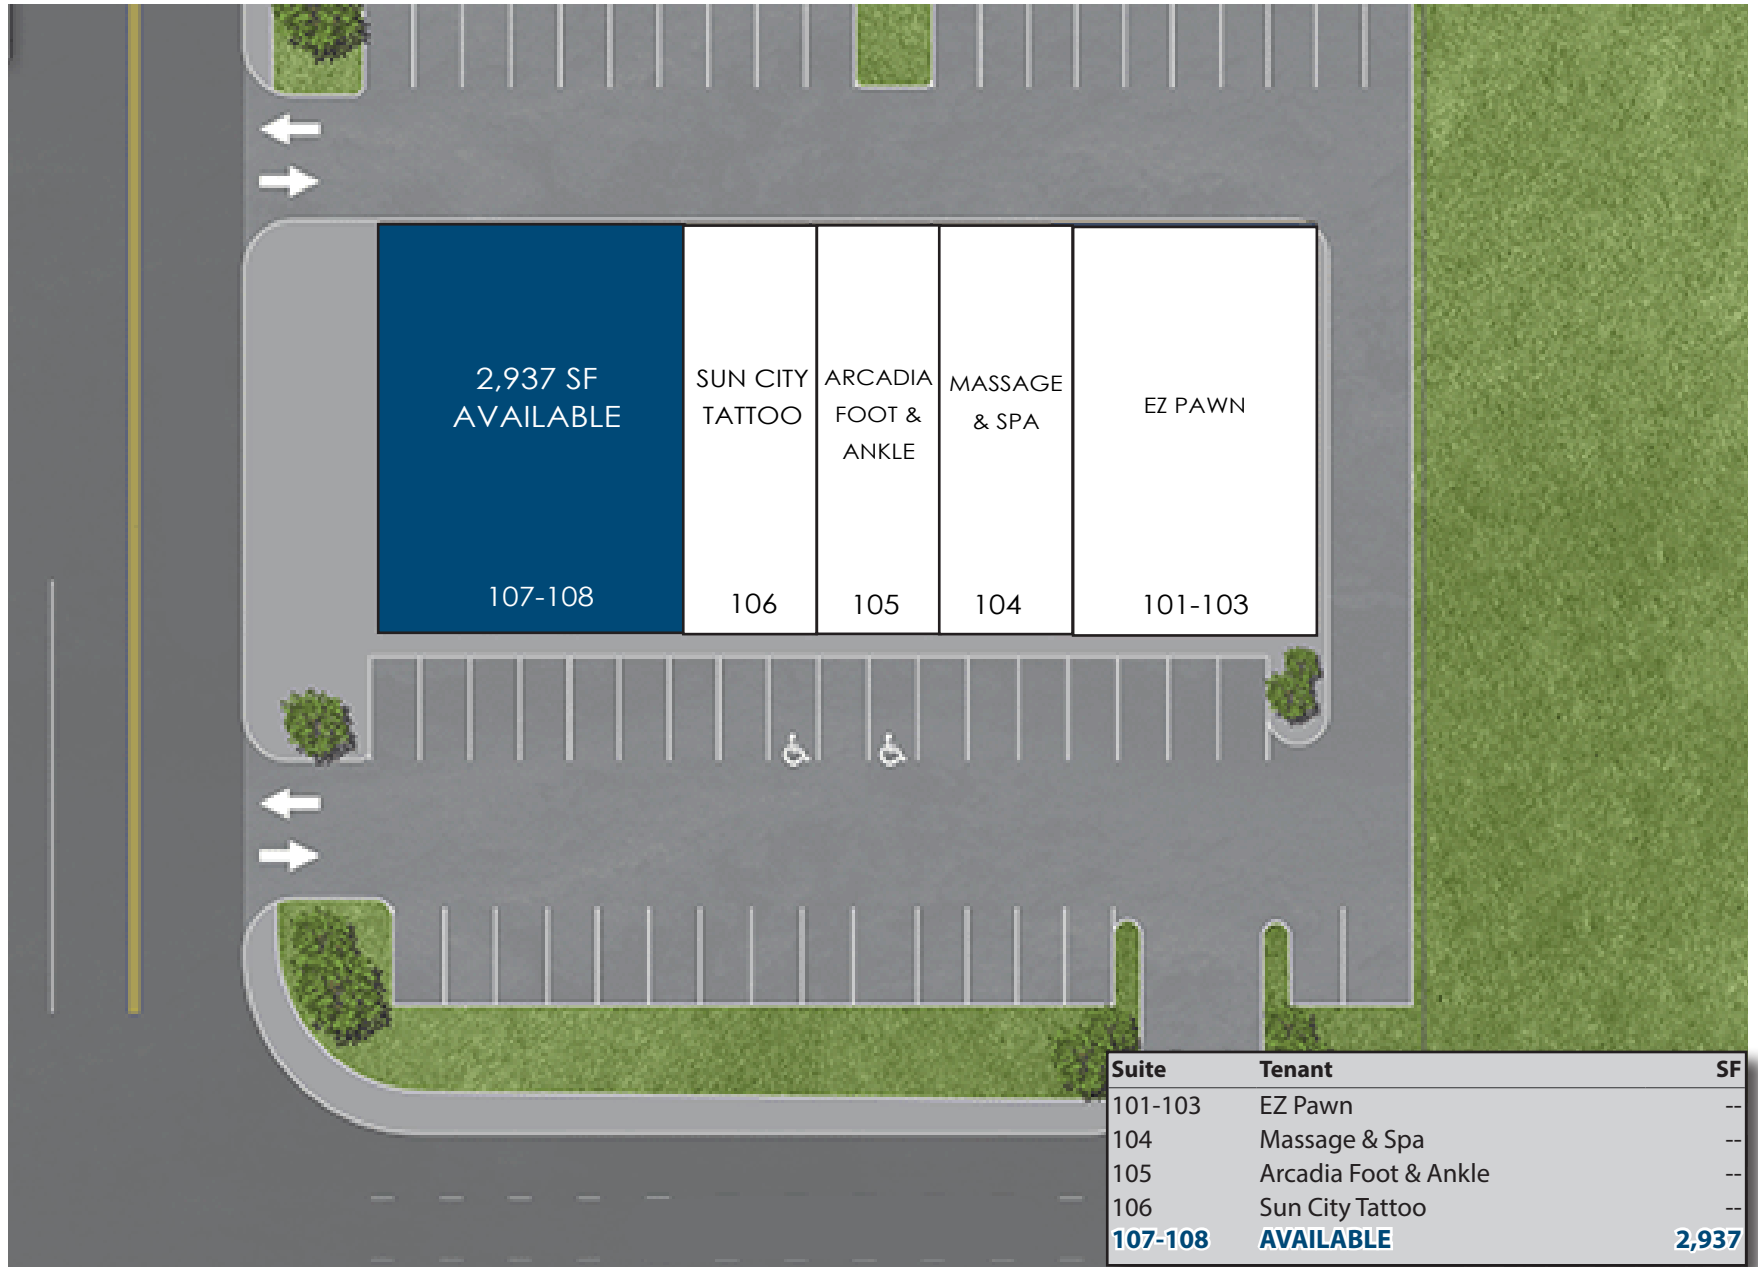 2,937 SF
AVAILABLE
107-108
SUN CITY
TATTOO
106
ARCADIA
FOOT &
ANKLE
105
MASSAGE
& SPA
104
EZ PAWN
101-103
Suite Tenant SF
101-103 EZ Pawn --
104 Massage & Spa --
105 Arcadia Foot & Ankle --
106 Sun City Tattoo --
107-108 AVAILABLE 2,937